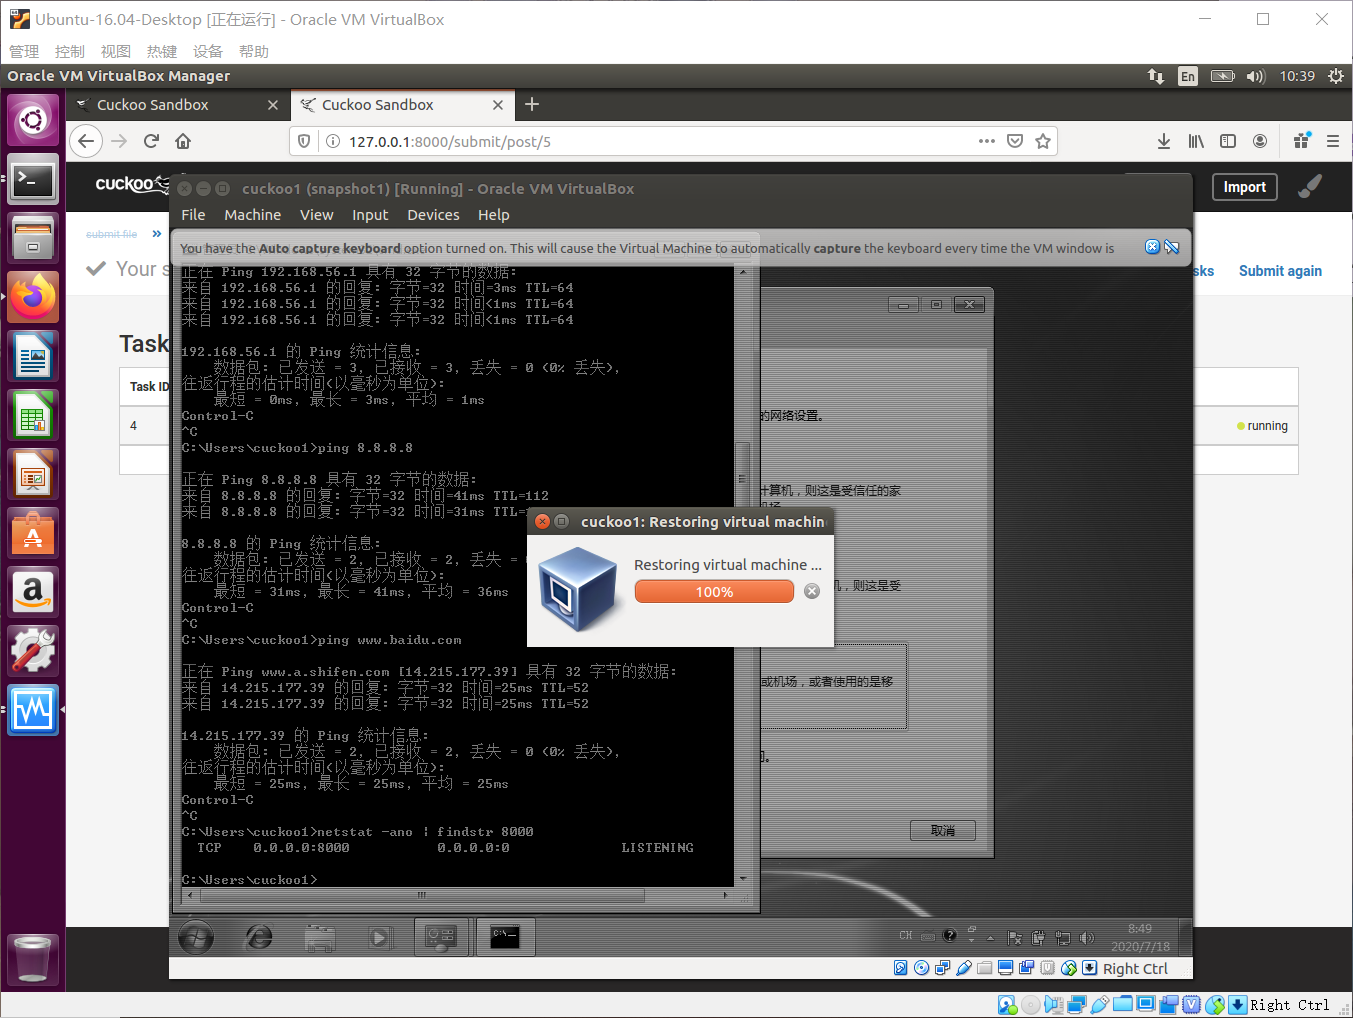 Ubuntu-16.04-Desktop [正在运行] - Oracle VM VirtualBox
管理 控制 视图 热键 设备 帮助
Oracle VM VirtualBox Manager
En
10:39
Cuckoo Sandbox
Cuckoo Sandbox
127.0.0.1:8000/submit/post/5
cuckoo
cuckoo1 (snapshot1) [Running] - Oracle VM VirtualBox
Import
File Machine View Input Devices Help
submit file »
You have the Auto capture keyboard option turned on. This will cause the Virtual Machine to automatically capture the keyboard every time the VM window is
Your s
sks
Submit again
正在 Ping 192.168.56.1 具有 32 字节的数据:
来自 192.168.56.1 的回复: 字节=32 时间=3ms TTL=64
来自 192.168.56.1 的回复: 字节=32 时间<1ms TTL=64
来自 192.168.56.1 的回复: 字节=32 时间<1ms TTL=64
192.168.56.1 的 Ping 统计信息:
数据包: 已发送 = 3, 已接收 = 3, 丢失 = 0 (0% 丢失),
往返行程的估计时间(以毫秒为单位):
最短 = 0ms, 最长 = 3ms, 平均 = 1ms
Control-C
^C
C:\Users\cuckoo1>ping 8.8.8.8
正在 Ping 8.8.8.8 具有 32 字节的数据:
来自 8.8.8.8 的回复: 字节=32 时间=41ms TTL=112
来自 8.8.8.8 的回复: 字节=32 时间=31ms TTL=
8.8.8.8 的 Ping 统计信息:
数据包: 已发送 = 2, 已接收 = 2, 丢失 = 0
往返行程的估计时间(以毫秒为单位):
最短 = 31ms, 最长 = 41ms, 平均 = 36ms
Control-C
^C
C:\Users\cuckoo1>ping www.baidu.com
正在 Ping www.a.shifen.com [14.215.177.39] 具有 32 字节的数据:
来自 14.215.177.39 的回复: 字节=32 时间=25ms TTL=52
来自 14.215.177.39 的回复: 字节=32 时间=25ms TTL=52
14.215.177.39 的 Ping 统计信息:
数据包: 已发送 = 2, 已接收 = 2, 丢失 = 0 (0% 丢失),
往返行程的估计时间(以毫秒为单位):
最短 = 25ms, 最长 = 25ms, 平均 = 25ms
Control-C
^C
C:\Users\cuckoo1>netstat -ano | findstr 8000
TCP 0.0.0.0:8000 0.0.0.0:0 LISTENING
C:\Users\cuckoo1>
Task
Task ID
4
running
的网络设置。
计算机，则这是受信任的家
机，则这是受
或机场，或者使用的是移
取消
cuckoo1: Restoring virtual machin
Restoring virtual machine ...
100%
CH
8:49
2020/7/18
Right Ctrl
Right Ctrl